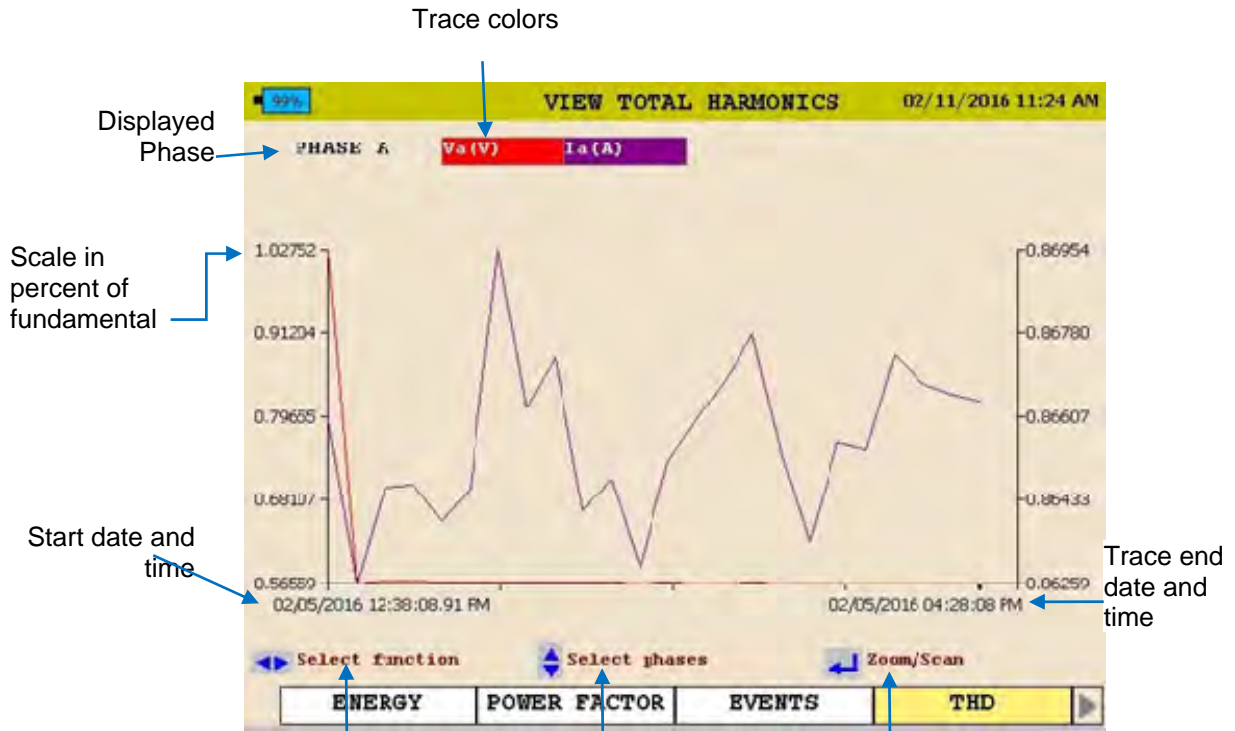 Trace colors
99%
VIEW TOTAL HARMONICS
02/11/2016 11:24 AM
Displayed
Phase
PHASE A
Va(V)
Ia(A)
Scale in
percent of
fundamental
1.02752
0.86954
0.91204
0.86780
0.79655
0.86607
0.68107
0.86433
Start date and
time
0.56559
0.06259
Trace end
date and
time
02/05/2016 12:38:08.91 PM
02/05/2016 04:28:08 PM
Select function
Select phases
Zoom/Scan
ENERGY
POWER FACTOR
EVENTS
THD